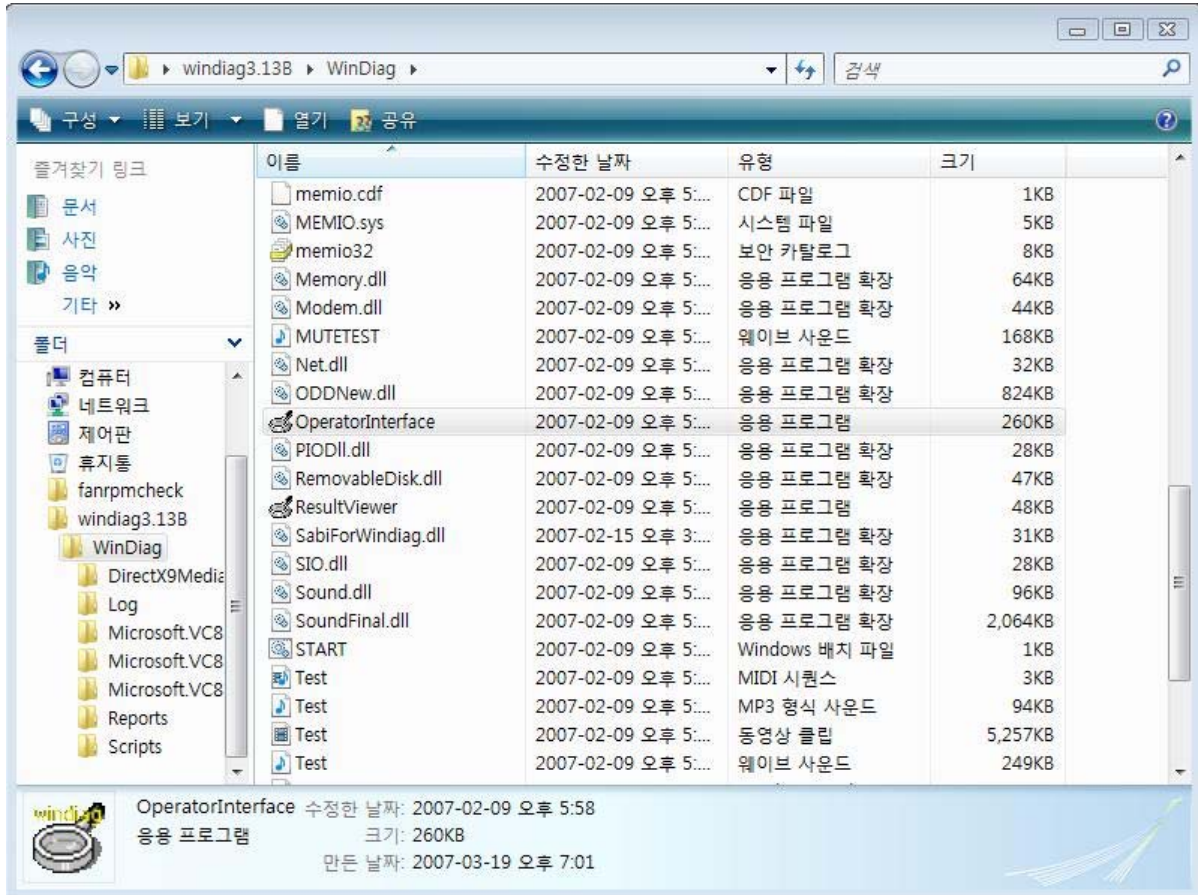 windiag3.13B ▸ WinDiag ▸
검색
구성 보기 열기 공유
즐겨찾기 링크
문서
사진
음악
기타 »
폴더
컴퓨터
네트워크
제어판
휴지통
fanrpmcheck
windiag3.13B
WinDiag
DirectX9Media
Log
Microsoft.VC8
Microsoft.VC8
Microsoft.VC8
Reports
Scripts
이름 수정한 날짜 유형 크기
memio.cdf 2007-02-09 오후 5:... CDF 파일 1KB
MEMIO.sys 2007-02-09 오후 5:... 시스템 파일 5KB
memio32 2007-02-09 오후 5:... 보안 카탈로그 8KB
Memory.dll 2007-02-09 오후 5:... 응용 프로그램 확장 64KB
Modem.dll 2007-02-09 오후 5:... 응용 프로그램 확장 44KB
MUTETEST 2007-02-09 오후 5:... 웨이브 사운드 168KB
Net.dll 2007-02-09 오후 5:... 응용 프로그램 확장 32KB
ODDNew.dll 2007-02-09 오후 5:... 응용 프로그램 확장 824KB
OperatorInterface 2007-02-09 오후 5:... 응용 프로그램 260KB
PIODll.dll 2007-02-09 오후 5:... 응용 프로그램 확장 28KB
RemovableDisk.dll 2007-02-09 오후 5:... 응용 프로그램 확장 47KB
ResultViewer 2007-02-09 오후 5:... 응용 프로그램 48KB
SabiForWindiag.dll 2007-02-15 오후 3:... 응용 프로그램 확장 31KB
SIO.dll 2007-02-09 오후 5:... 응용 프로그램 확장 28KB
Sound.dll 2007-02-09 오후 5:... 응용 프로그램 확장 96KB
SoundFinal.dll 2007-02-09 오후 5:... 응용 프로그램 확장 2,064KB
START 2007-02-09 오후 5:... Windows 배치 파일 1KB
Test 2007-02-09 오후 5:... MIDI 시퀀스 3KB
Test 2007-02-09 오후 5:... MP3 형식 사운드 94KB
Test 2007-02-09 오후 5:... 동영상 클립 5,257KB
Test 2007-02-09 오후 5:... 웨이브 사운드 249KB
windiag
OperatorInterface 수정한 날짜: 2007-02-09 오후 5:58
응용 프로그램 크기: 260KB
만든 날짜: 2007-03-19 오후 7:01